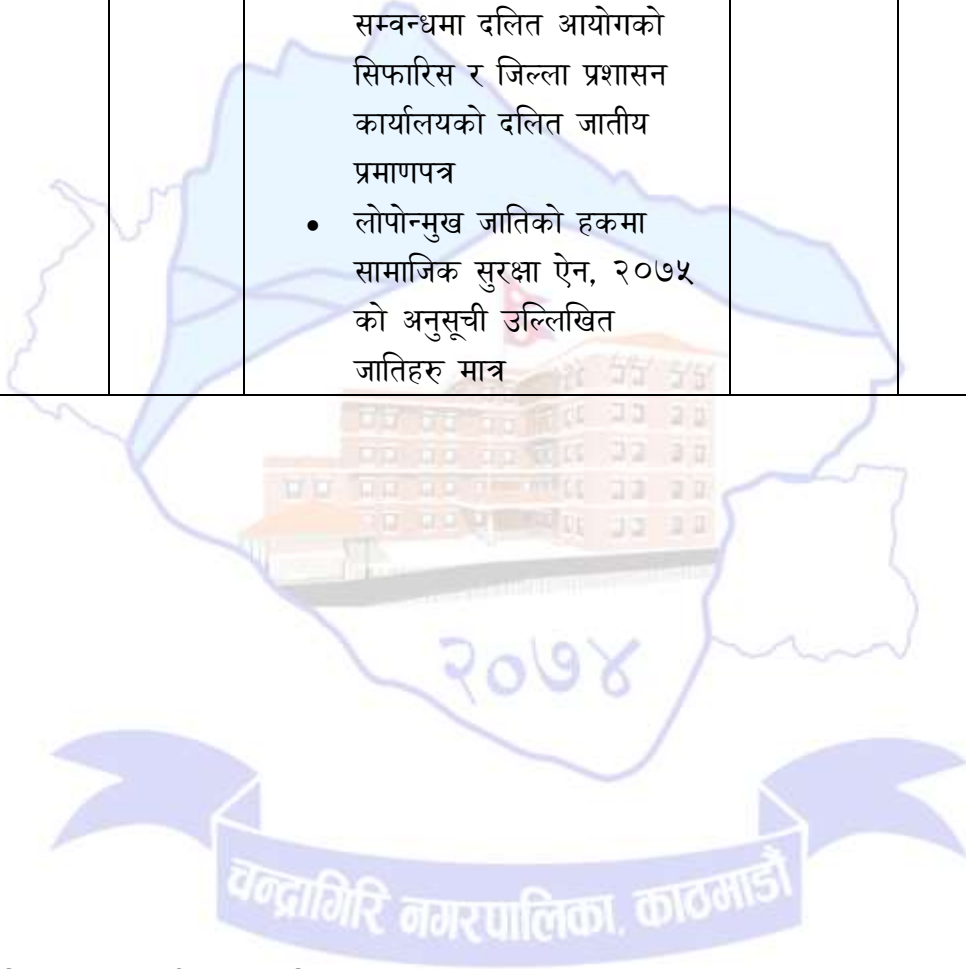 सम्वन्धमा दलित आयोगको
सिफारिस र जिल्ला प्रशासन
कार्यालयको दलित जातीय
प्रमाणपत्र
• लोपोन्मुख जातिको हकमा
सामाजिक सुरक्षा ऐन, २०७५
को अनुसूची उल्लिखित
जातिहरु मात्र
२०७४
चन्द्रागिरि नगरपालिका, काठमाडौं